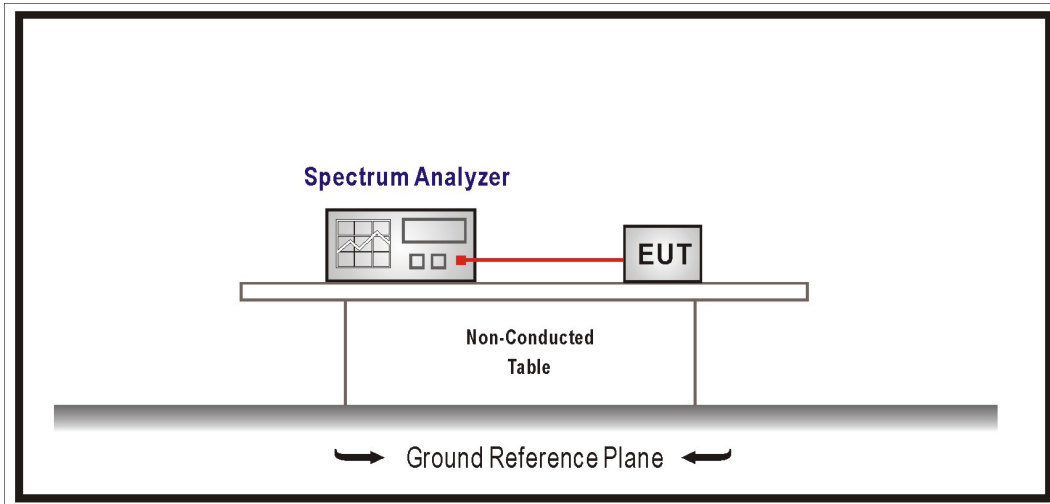 Spectrum Analyzer
EUT
Non-Conducted
Table
Ground Reference Plane